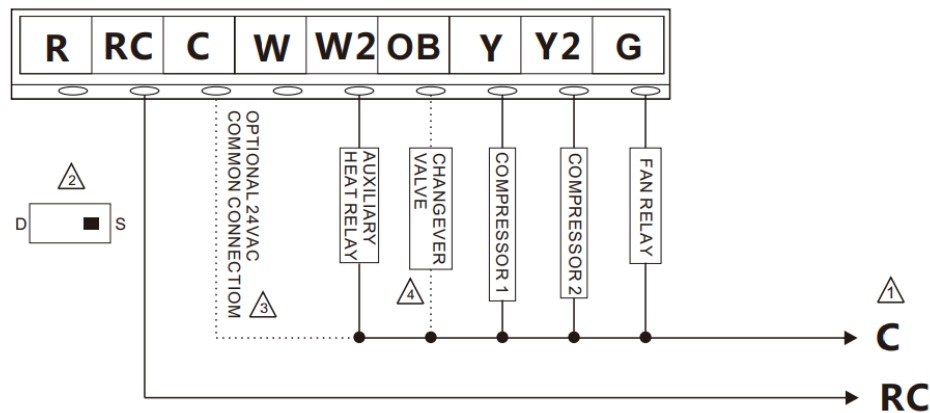 R RC C W W2 OB Y Y2 G
OPTIONAL 24VAC
COMMON CONNECTIOM
AUXILIARY
HEAT RELAY
CHANGEVER
VALVE
COMPRESSOR 1
COMPRESSOR 2
FAN RELAY
2
D S
3
4
1
C
RC